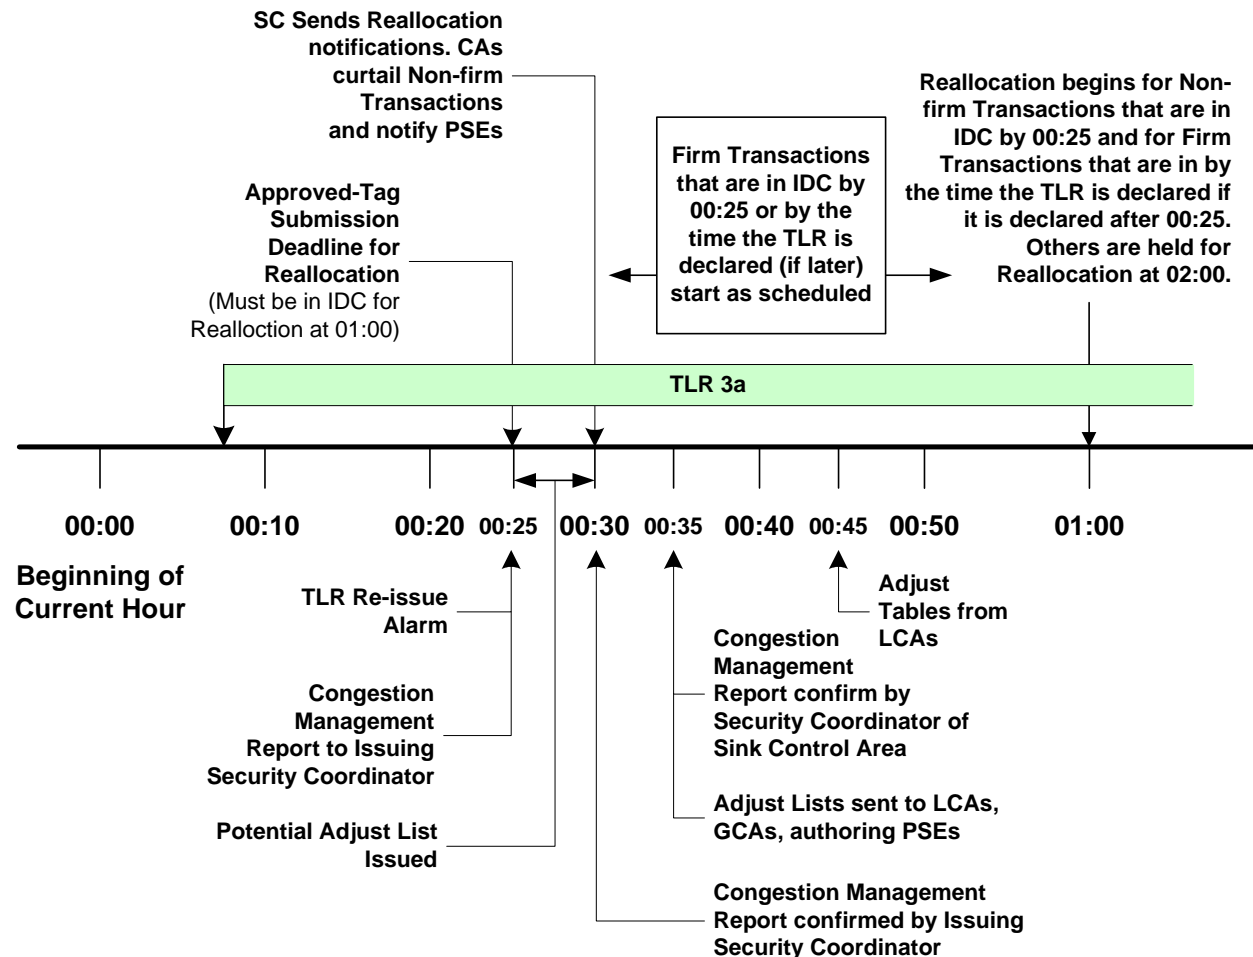 SC Sends Reallocation
notifications. CAs
curtail Non-firm
Transactions
and notify PSEs
Reallocation begins for Non-
firm Transactions that are in
IDC by 00:25 and for Firm
Transactions that are in by
the time the TLR is declared if
it is declared after 00:25.
Others are held for
Reallocation at 02:00.
Firm Transactions
that are in IDC by
00:25 or by the
time the TLR is
declared (if later)
start as scheduled
Approved-Tag
Submission
Deadline for
Reallocation
(Must be in IDC for
Realloction at 01:00)
TLR 3a
00:00
00:10
00:20
00:25
00:30
00:35
00:40
00:45
00:50
01:00
Beginning of
Current Hour
TLR Re-issue
Alarm
Congestion
Management
Report to Issuing
Security Coordinator
Potential Adjust List
Issued
Adjust
Tables from
LCAs
Congestion
Management
Report confirm by
Security Coordinator of
Sink Control Area
Adjust Lists sent to LCAs,
GCAs, authoring PSEs
Congestion Management
Report confirmed by Issuing
Security Coordinator